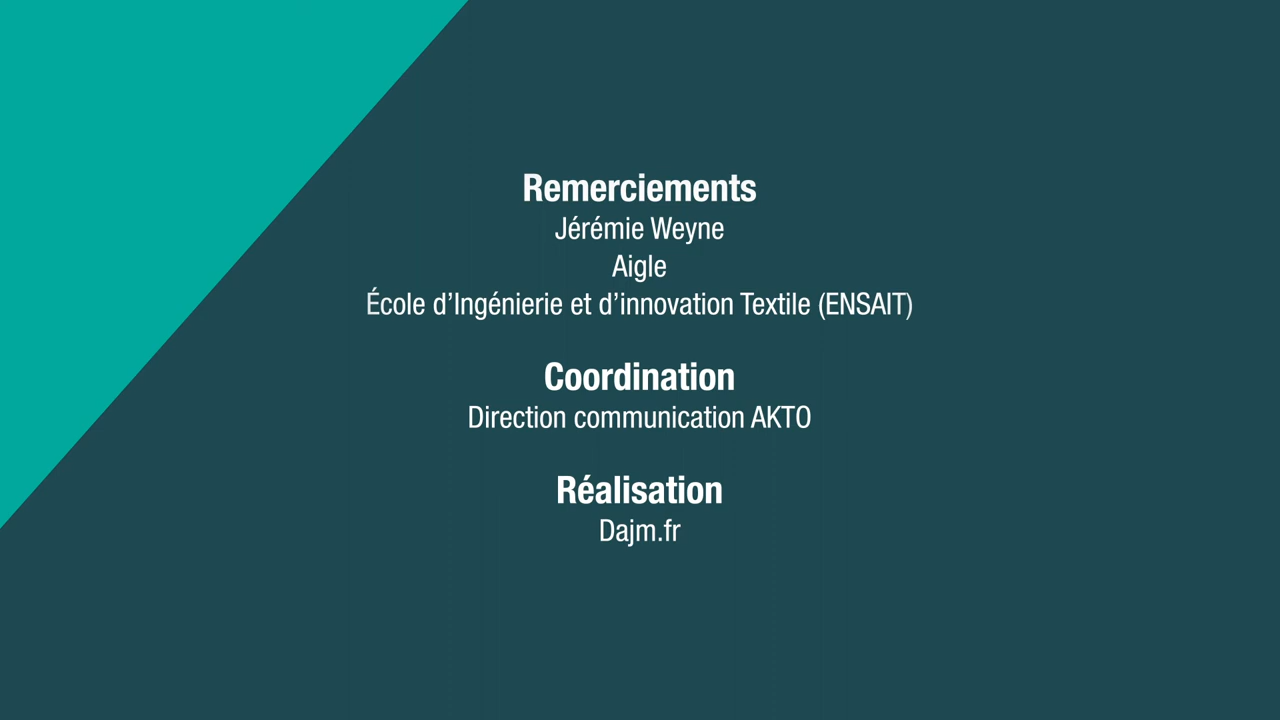 Remerciements
Jérémie Weyne
Aigle
École d’Ingénierie et d’innovation Textile (ENSAIT)
Coordination
Direction communication AKTO
Réalisation
Dajm.fr